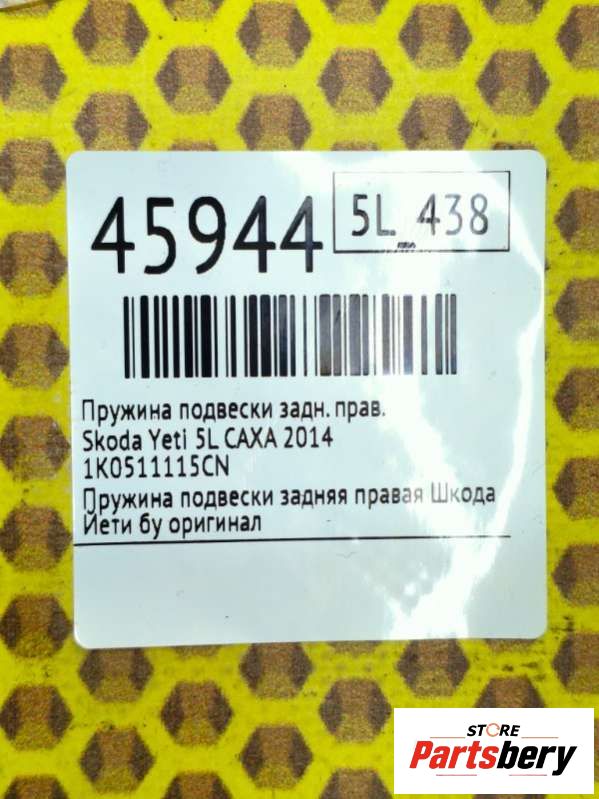 45944
5L 438
Пружина подвески задн. прав.
Skoda Yeti 5L CAXA 2014
1K0511115CN
Пружина подвески задняя правая Шкода
Йети бу оригинал
STORE
Partsbery